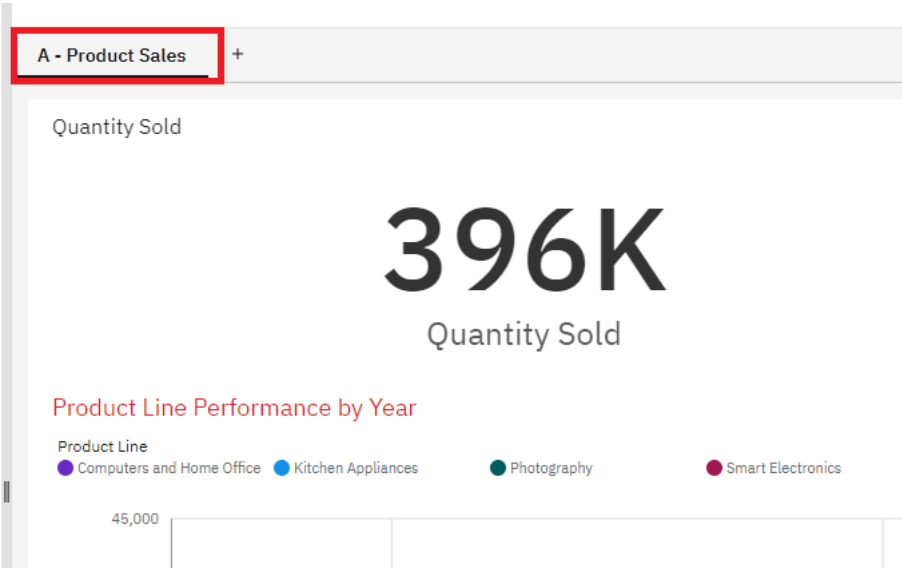 A - Product Sales +
Quantity Sold
396K
Quantity Sold
Product Line Performance by Year
Product Line
Computers and Home Office Kitchen Appliances Photography Smart Electronics
45,000